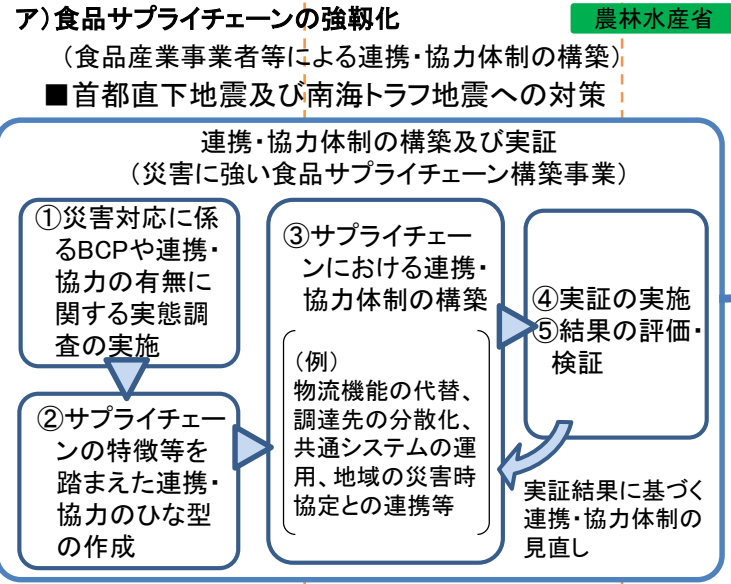 ア)食品サプライチェーンの強靱化
農林水産省
(食品産業事業者等による連携・協力体制の構築)
■首都直下地震及び南海トラフ地震への対策
連携・協力体制の構築及び実証
(災害に強い食品サプライチェーン構築事業)
①災害対応に係
るBCPや連携・
協力の有無に
関する実態調
査の実施
②サプライチェー
ンの特徴等を
踏まえた連携・
協力のひな型
の作成
③サプライチェー
ンにおける連携・
協力体制の構築
(例)
物流機能の代替、
調達先の分散化、
共通システムの運
用、地域の災害時
協定との連携等
④実証の実施
⑤結果の評価・
検証
実証結果に基づく
連携・協力体制の
見直し